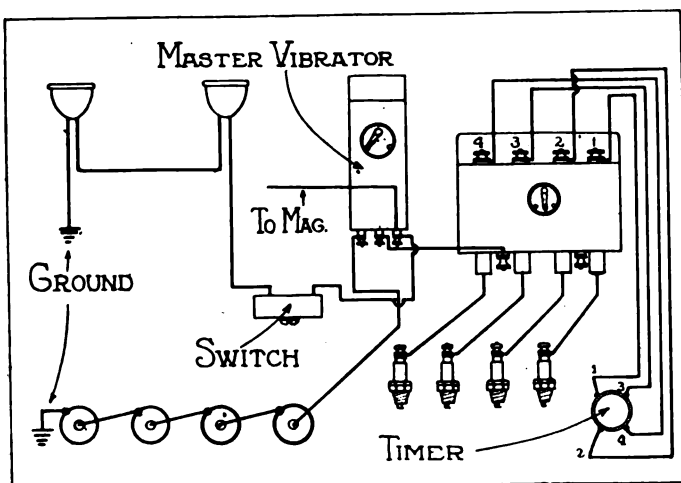 MASTER VIBRATOR
4 3 2 1
TO MAG.
GROUND
SWITCH
1
3
4
2
TIMER